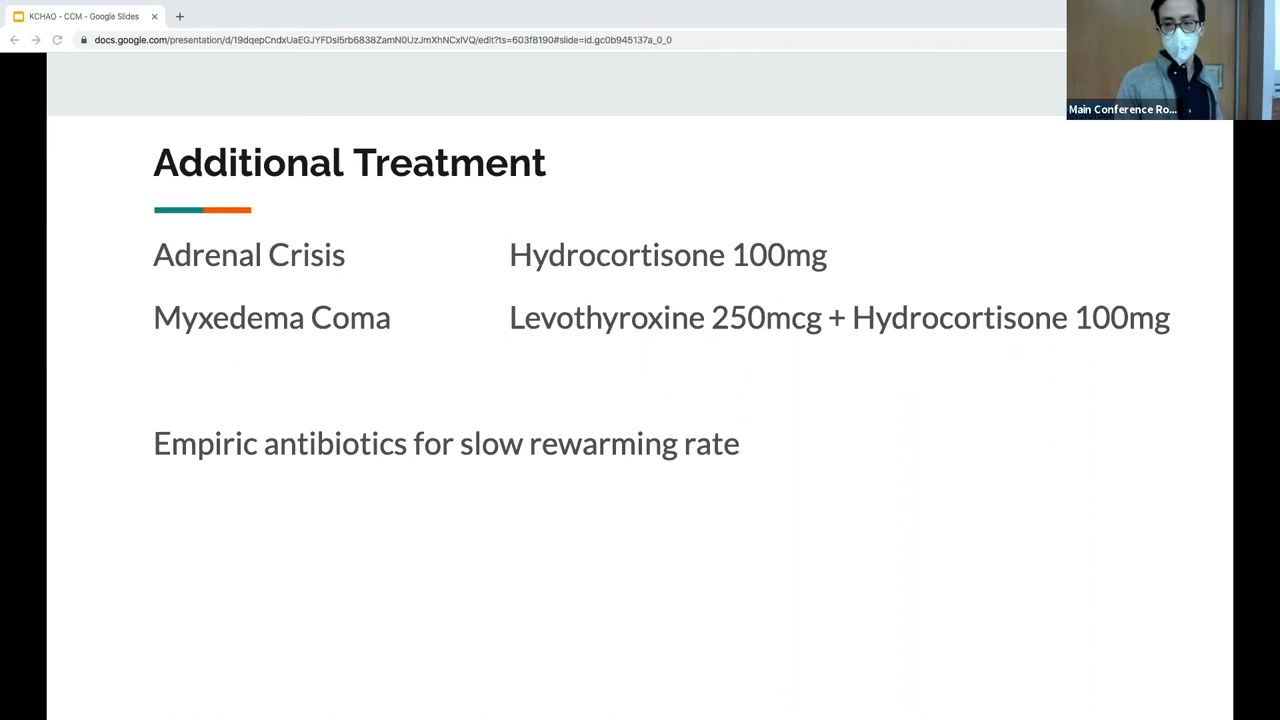 KCHAO - CCM - Google Slides
docs.google.com/presentation/d/19dqepCndxUaEGJYFDsl5rb6838ZamN0UzJmXhNCxlVQ/edit?ts=603f8190#slide=id.gc0b945137a_0_0
Main Conference Ro...
Additional Treatment
Adrenal Crisis Hydrocortisone 100mg
Myxedema Coma Levothyroxine 250mcg + Hydrocortisone 100mg
Empiric antibiotics for slow rewarming rate